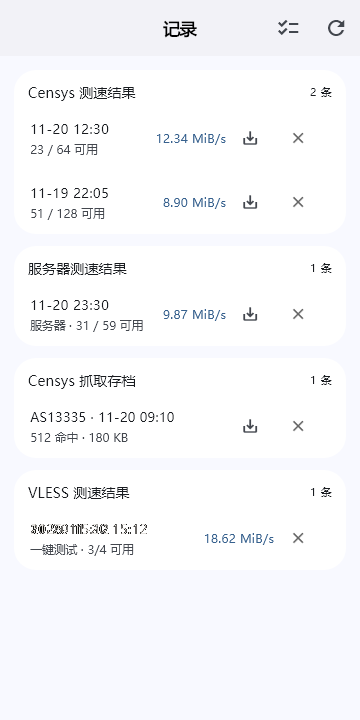 记录
Censys 测速结果
2 条
11-20 12:30
12.34 MiB/s
23 / 64 可用
11-19 22:05
8.90 MiB/s
51 / 128 可用
服务器测速结果
1 条
11-20 23:30
9.87 MiB/s
服务器 · 31 / 59 可用
Censys 抓取存档
1 条
AS13335 · 11-20 09:10
512 命中 · 180 KB
VLESS 测速结果
1 条
18.62 MiB/s
一键测试 · 3/4 可用